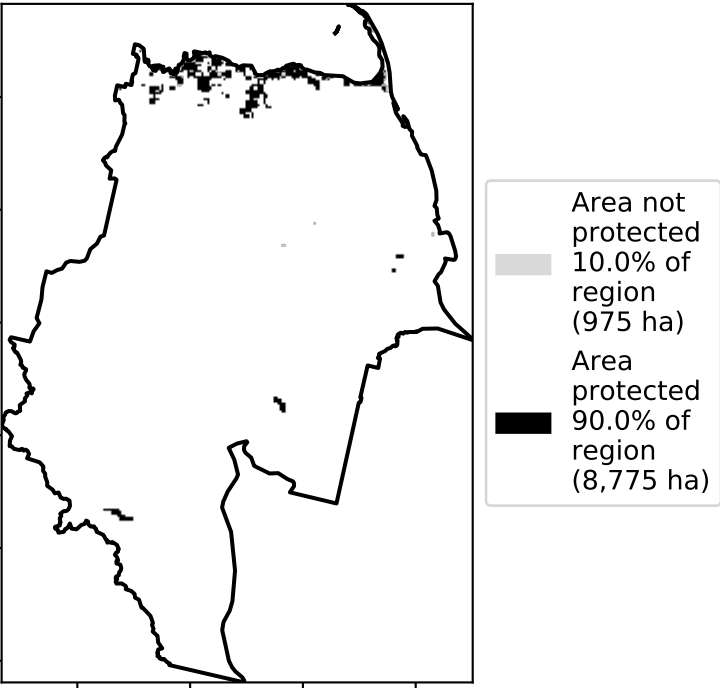 Area not
protected
10.0% of
region
(975 ha)
Area
protected
90.0% of
region
(8,775 ha)